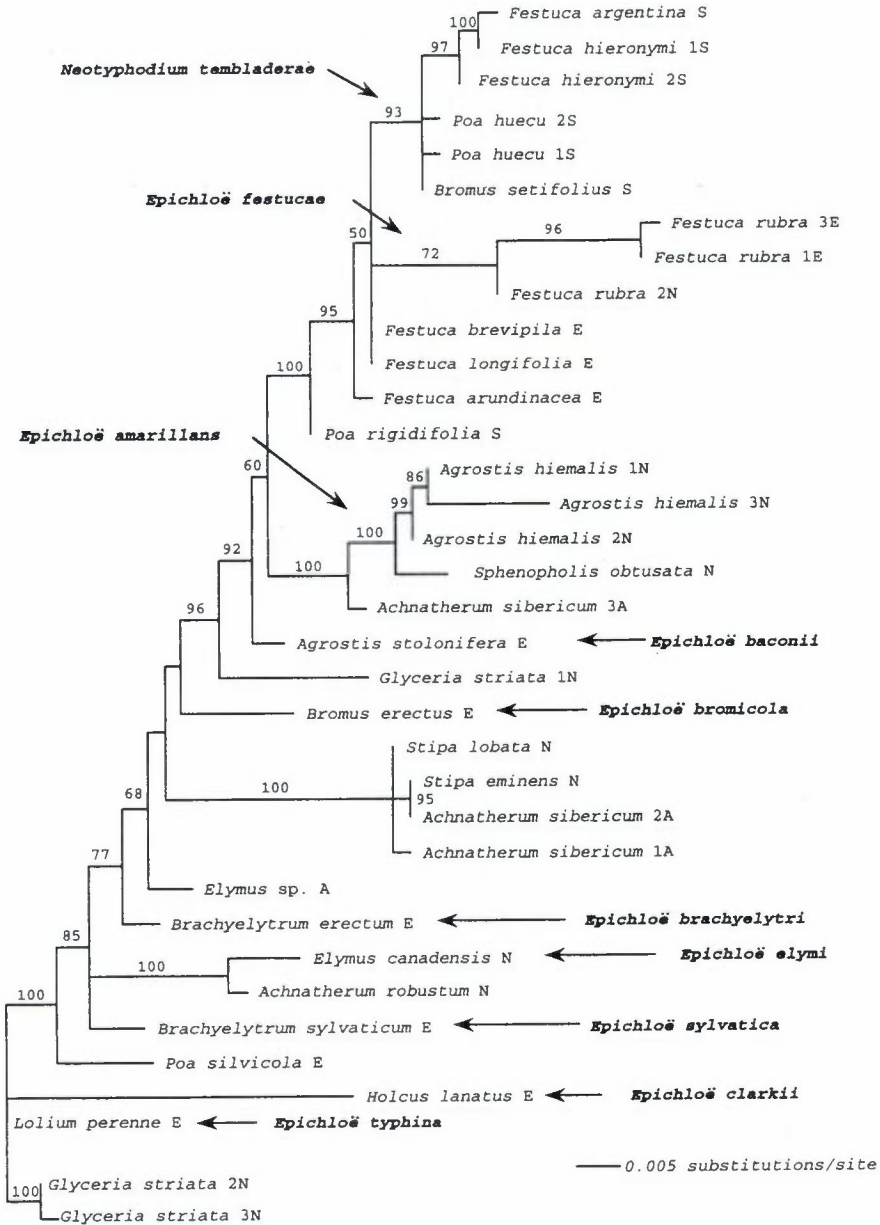 Festuca argentina S
100
Festuca hieronymi 1S
97
Neotyphodium tembladerae
Festuca hieronymi 2S
93
Poa huecu 2S
Poa huecu 1S
Bromus setifolius S
Epichloë festucae
Festuca rubra 3E
96
50
Festuca rubra 1E
72
Festuca rubra 2N
95
Festuca brevipila E
Festuca longifolia E
100
Festuca arundinacea E
Poa rigidifolia S
Epichloë amarillans
Agrostis hiemalis 1N
60
86
Agrostis hiemalis 3N
99
100
Agrostis hiemalis 2N
92
100
Sphenopholis obtusata N
Achnatherum sibericum 3A
96
Agrostis stolonifera E
Epichloë baconii
Glyceria striata 1N
Bromus erectus E
Epichloë bromicola
Stipa lobata N
Stipa eminens N
100
68
95
Achnatherum sibericum 2A
77
Achnatherum sibericum 1A
Elymus sp. A
Brachyelytrum erectum E
Epichloë brachyelytri
85
Elymus canadensis N
Epichloë elymi
100
Achnatherum robustum N
100
Brachyelytrum sylvaticum E
Epichloë sylvatica
Poa silvicola E
Holcus lanatus E
Epichloë clarkii
Lolium perenne E
Epichloë typhina
0.005 substitutions/site
Glyceria striata 2N
100
Glyceria striata 3N